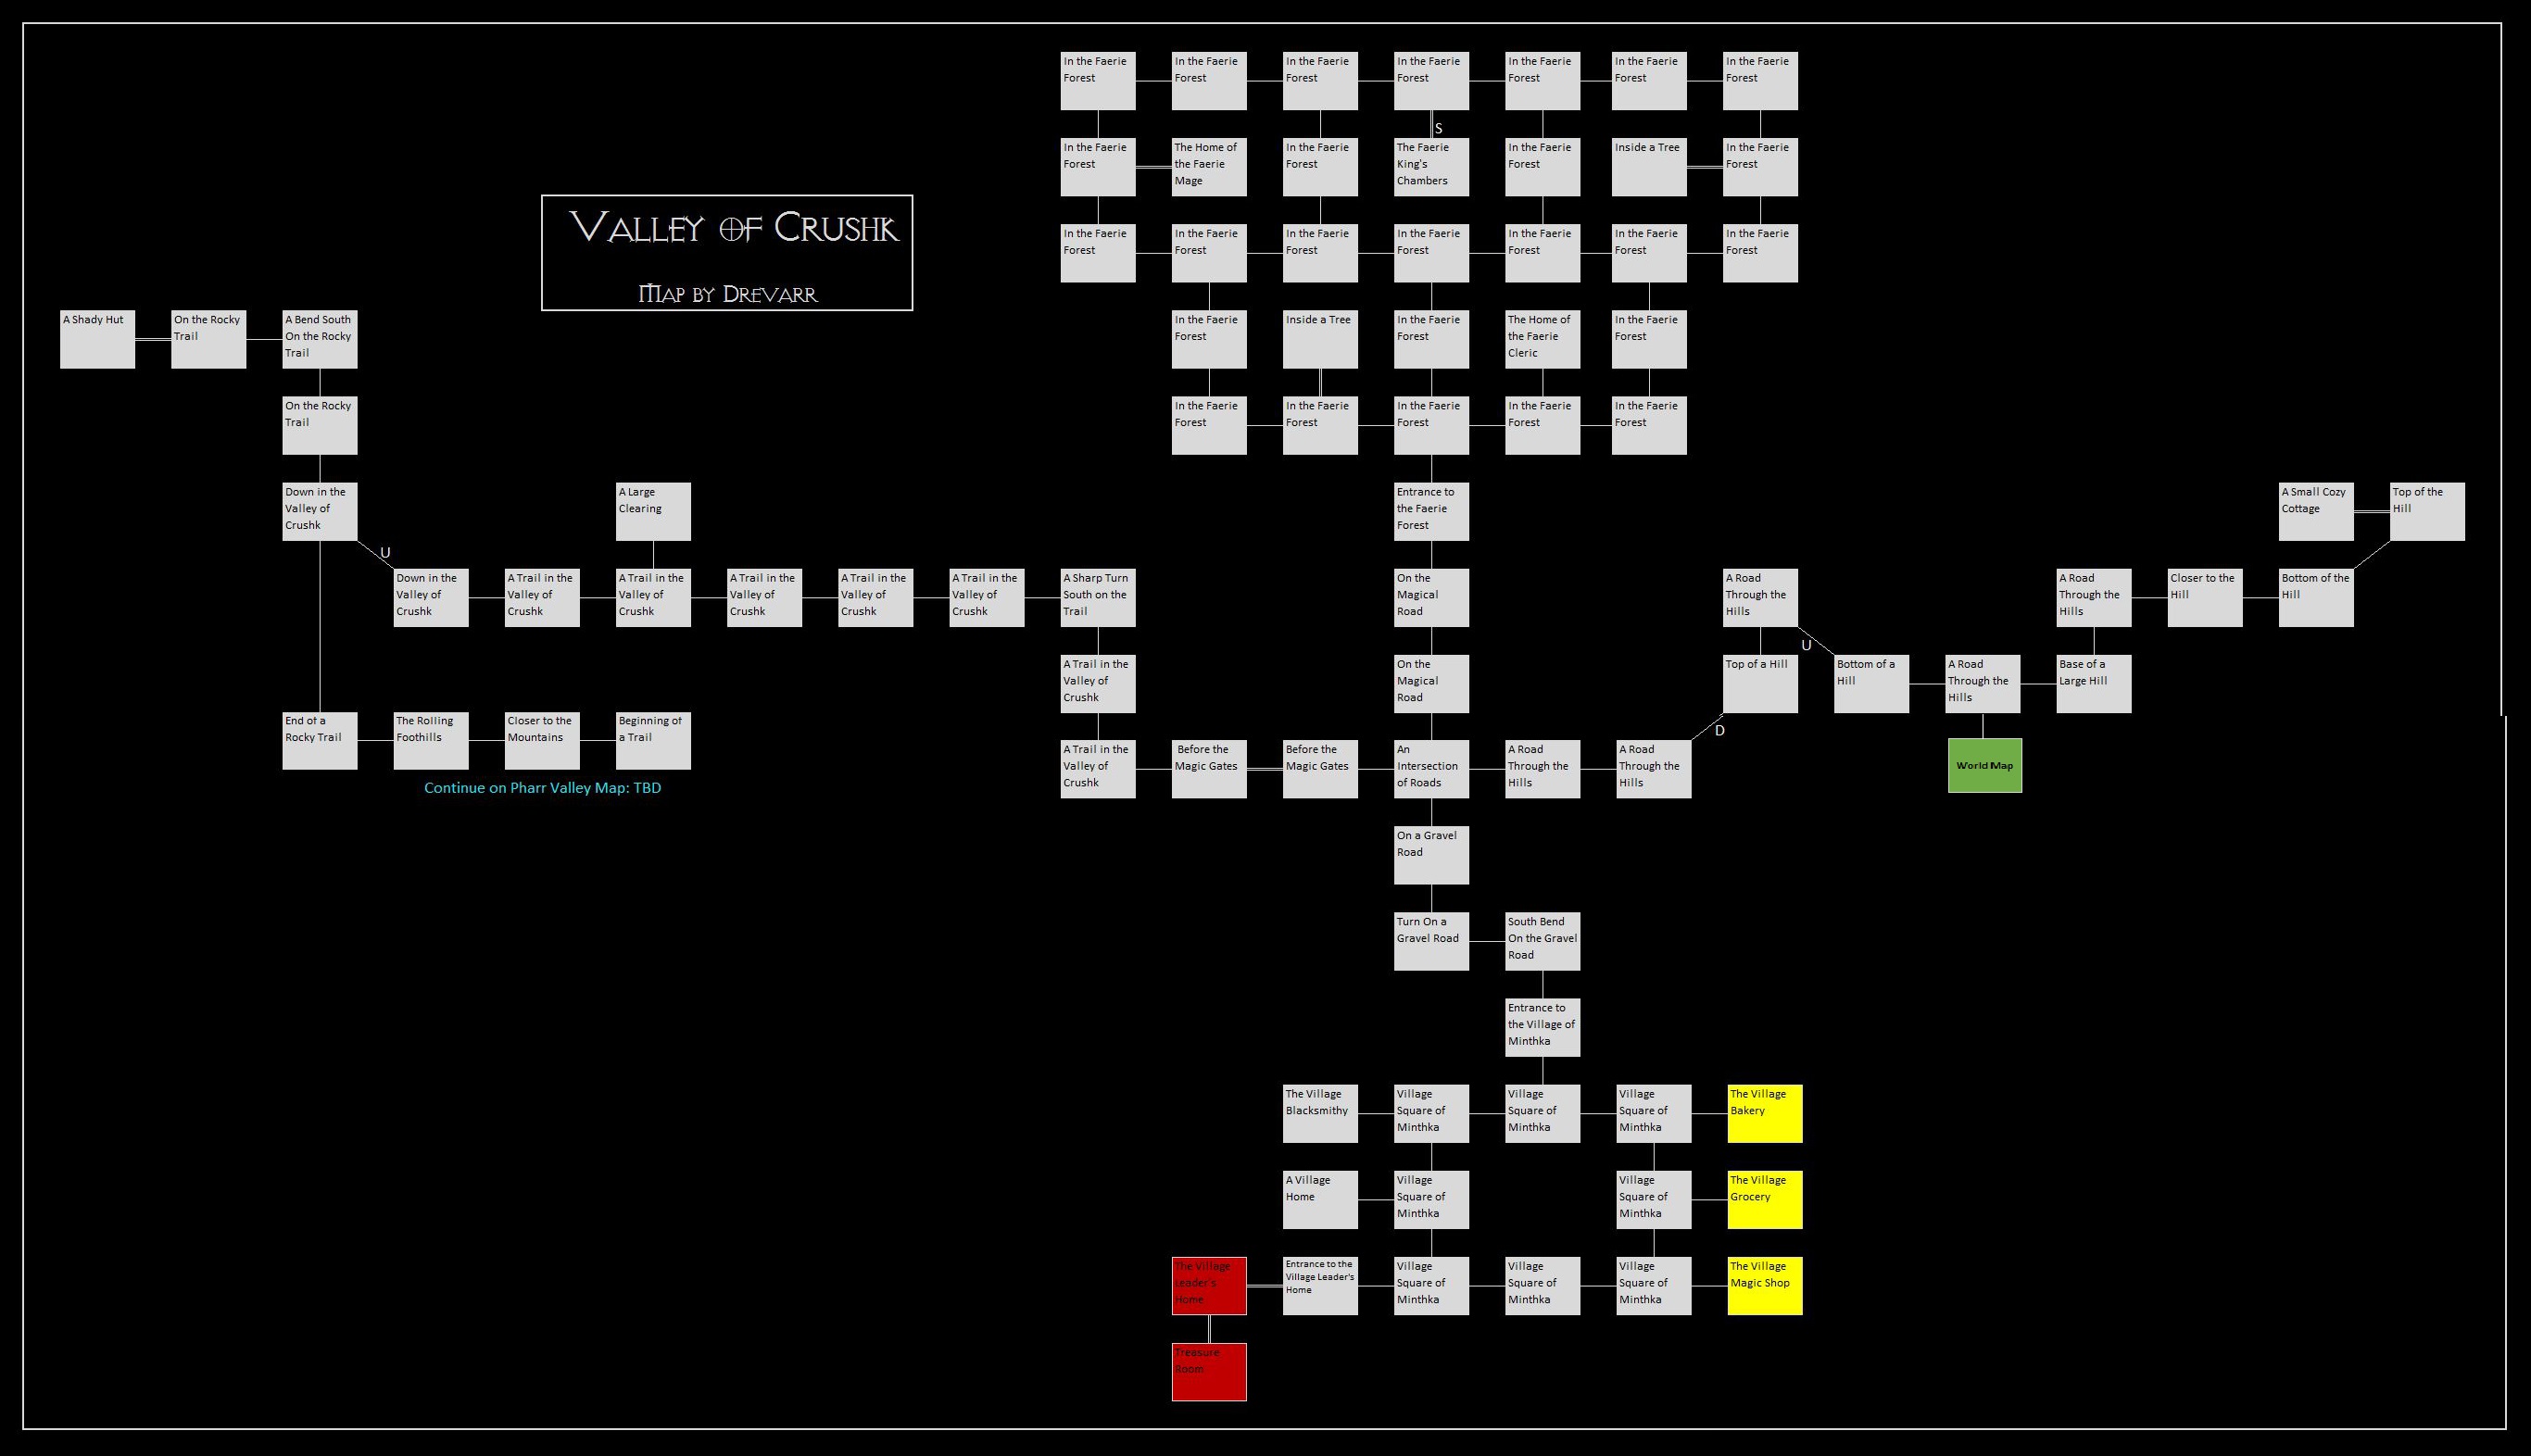 In the Faerie
Forest
In the Faerie
Forest
In the Faerie
Forest
In the Faerie
Forest
In the Faerie
Forest
In the Faerie
Forest
In the Faerie
Forest
S
In the Faerie
Forest
The Home of
the Faerie
Mage
In the Faerie
Forest
The Faerie
King's
Chambers
In the Faerie
Forest
Inside a Tree
In the Faerie
Forest
Valley of Crushk
Map by Drevarr
In the Faerie
Forest
In the Faerie
Forest
In the Faerie
Forest
In the Faerie
Forest
In the Faerie
Forest
In the Faerie
Forest
In the Faerie
Forest
A Shady Hut
On the Rocky
Trail
A Bend South
On the Rocky
Trail
In the Faerie
Forest
Inside a Tree
In the Faerie
Forest
The Home of
the Faerie
Cleric
In the Faerie
Forest
On the Rocky
Trail
In the Faerie
Forest
In the Faerie
Forest
In the Faerie
Forest
In the Faerie
Forest
In the Faerie
Forest
Down in the
Valley of
Crushk
A Large
Clearing
Entrance to
the Faerie
Forest
A Small Cozy
Cottage
Top of the
Hill
U
Down in the
Valley of
Crushk
A Trail in the
Valley of
Crushk
A Trail in the
Valley of
Crushk
A Trail in the
Valley of
Crushk
A Trail in the
Valley of
Crushk
A Trail in the
Valley of
Crushk
A Sharp Turn
South on the
Trail
On the
Magical
Road
A Road
Through the
Hills
A Road
Through the
Hills
Closer to the
Hill
Bottom of the
Hill
U
A Trail in the
Valley of
Crushk
On the
Magical
Road
Top of a Hill
Bottom of a
Hill
A Road
Through the
Hills
Base of a
Large Hill
D
End of a
Rocky Trail
The Rolling
Foothills
Closer to the
Mountains
Beginning of
a Trail
A Trail in the
Valley of
Crushk
Before the
Magic Gates
Before the
Magic Gates
An
Intersection
of Roads
A Road
Through the
Hills
A Road
Through the
Hills
World Map
Continue on Pharr Valley Map: TBD
On a Gravel
Road
Turn On a
Gravel Road
South Bend
On the Gravel
Road
Entrance to
the Village of
Minthka
The Village
Blacksmithy
Village
Square of
Minthka
Village
Square of
Minthka
Village
Square of
Minthka
The Village
Bakery
A Village
Home
Village
Square of
Minthka
Village
Square of
Minthka
The Village
Grocery
The Village
Leader's
Home
Entrance to the
Village Leader's
Home
Village
Square of
Minthka
Village
Square of
Minthka
Village
Square of
Minthka
The Village
Magic Shop
Treasure
Room